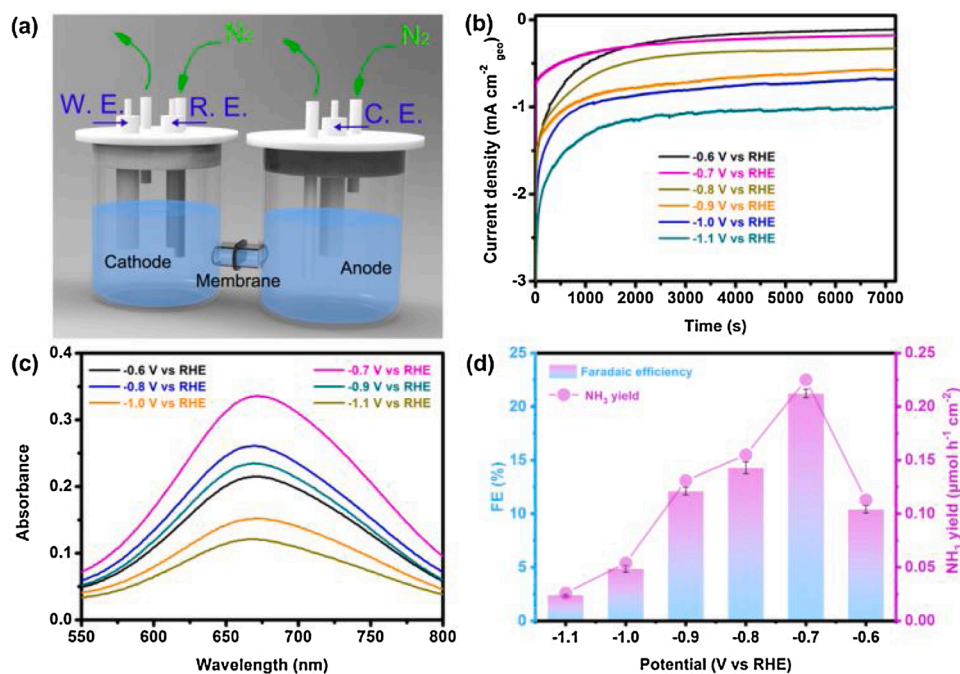 (a)
N2
N2
W. E.
R. E.
C. E.
Cathode
Membrane
Anode
(b)
0
-1
-2
-3
Current density (mA cm-2 geo)
-0.6 V vs RHE
-0.7 V vs RHE
-0.8 V vs RHE
-0.9 V vs RHE
-1.0 V vs RHE
-1.1 V vs RHE
0 1000 2000 3000 4000 5000 6000 7000
Time (s)
(c)
0.4
0.3
0.2
0.1
0.0
Absorbance
-0.6 V vs RHE -0.7 V vs RHE
-0.8 V vs RHE -0.9 V vs RHE
-1.0 V vs RHE -1.1 V vs RHE
550 600 650 700 750 800
Wavelength (nm)
(d)
25
20
15
10
5
0
FE (%)
Faradaic efficiency
NH3 yield
0.25
0.20
0.15
0.10
0.05
0.00
NH3 yield (μmol h-1 cm-2)
-1.1 -1.0 -0.9 -0.8 -0.7 -0.6
Potential (V vs RHE)